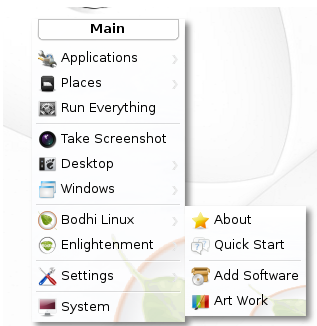 Main
Applications
Places
Run Everything
Take Screenshot
Desktop
Windows
Bodhi Linux
Enlightenment
Settings
System
About
Quick Start
Add Software
Art Work